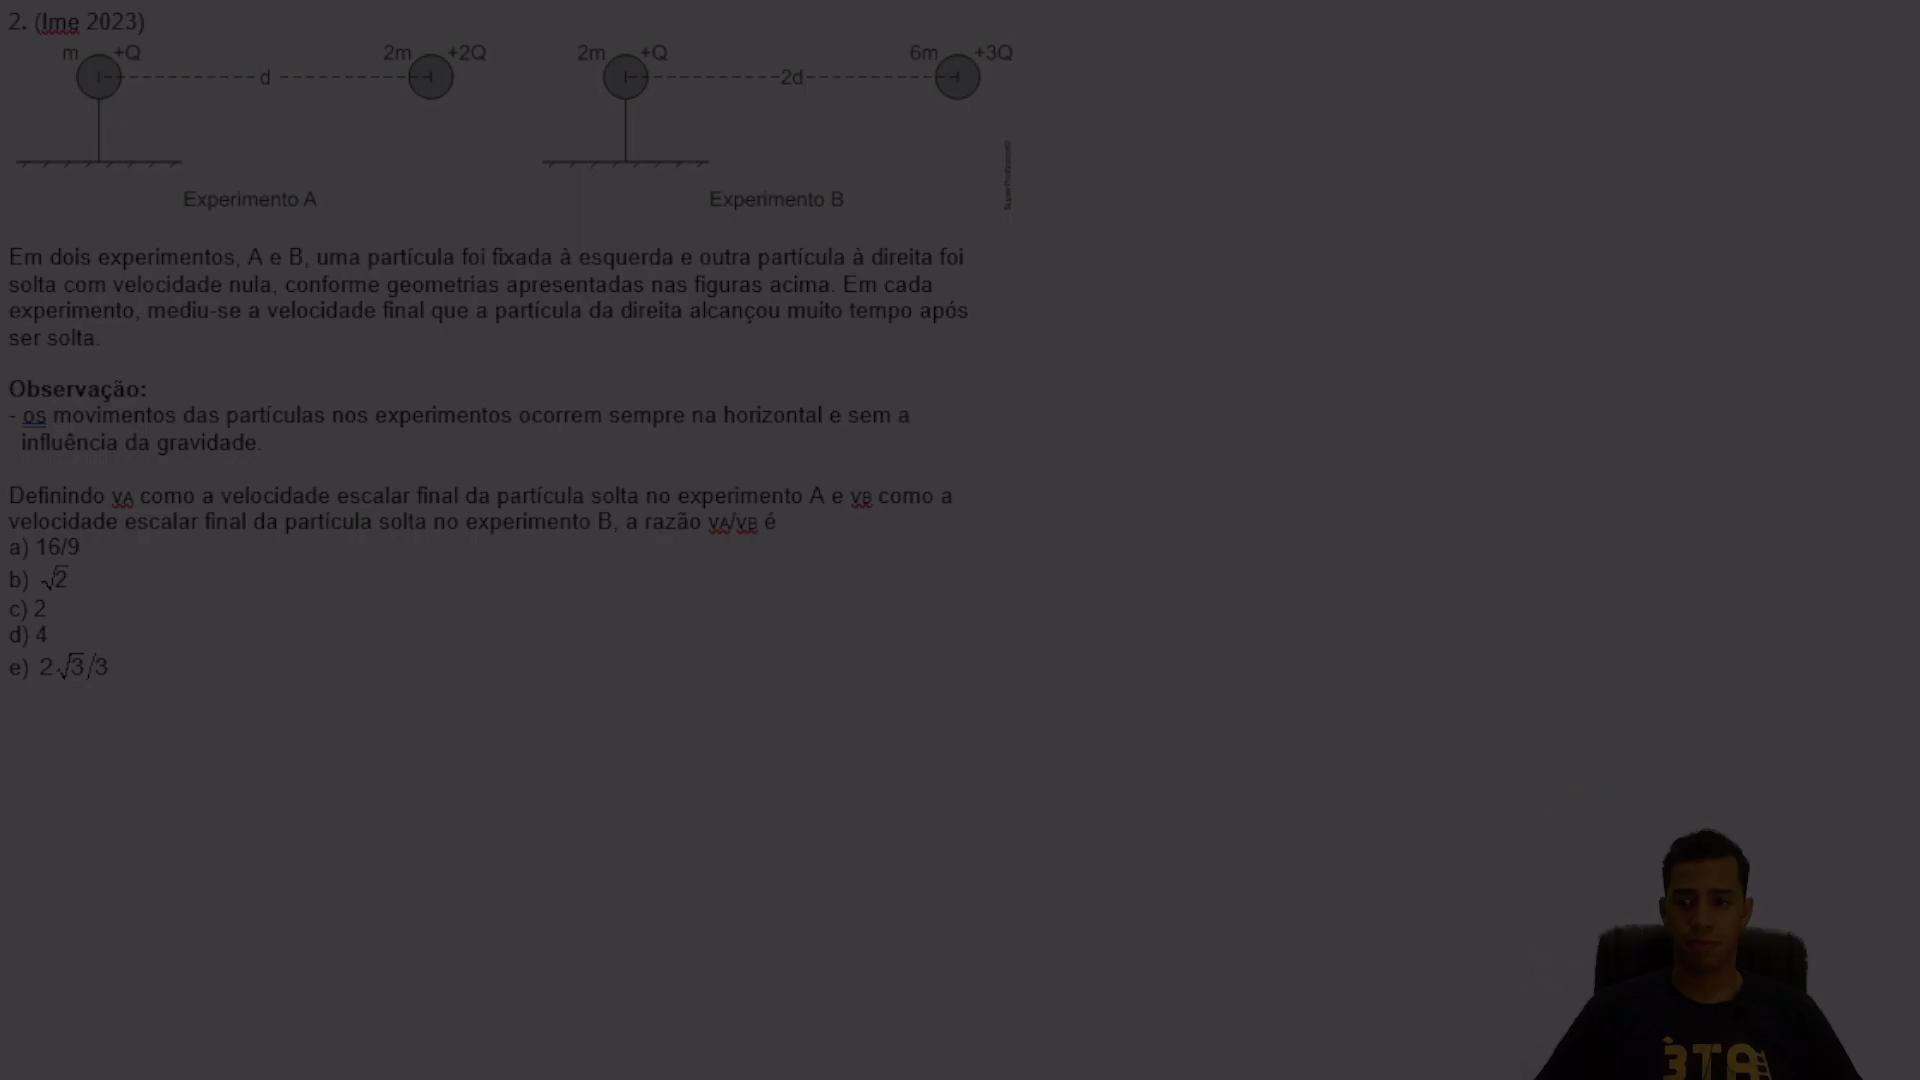 2. (Ime 2023)
m +Q 2m +2Q 2m +Q 6m +3Q
d 2d
Experimento A Experimento B
Em dois experimentos, A e B, uma partícula foi fixada à esquerda e outra partícula à direita foi
solta com velocidade nula, conforme geometrias apresentadas nas figuras acima. Em cada
experimento, mediu-se a velocidade final que a partícula da direita alcançou muito tempo após
ser solta.
Observação:
- os movimentos das partículas nos experimentos ocorrem sempre na horizontal e sem a
influência da gravidade.
Definindo vA como a velocidade escalar final da partícula solta no experimento A e vB como a
velocidade escalar final da partícula solta no experimento B, a razão vA/vB é
a) 16/9
b) √2
c) 2
d) 4
e) 2√3/3